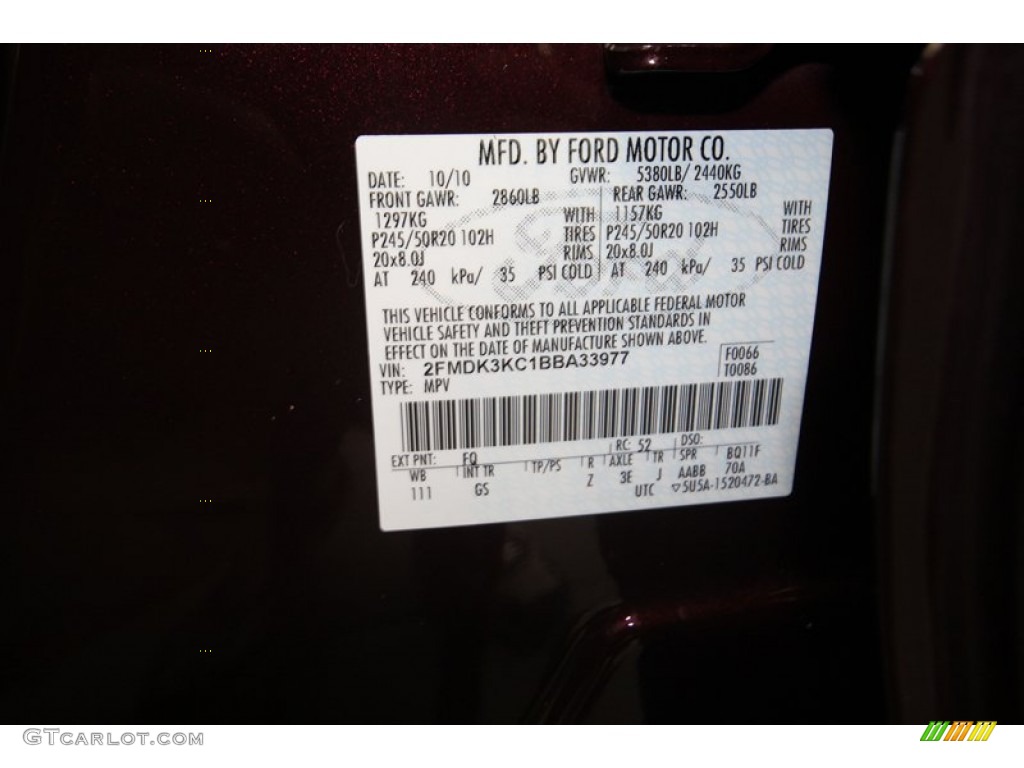 MFD. BY FORD MOTOR CO.
DATE: 10/10 GVWR: 5380LB/ 2440KG
FRONT GAWR: 2860LB REAR GAWR: 2550LB
1297KG WITH 1157KG WITH
P245/50R20 102H TIRES P245/50R20 102H TIRES
20x8.0J RIMS 20x8.0J RIMS
AT 240 kPa/ 35 PSI COLD AT 240 kPa/ 35 PSI COLD
Ford
THIS VEHICLE CONFORMS TO ALL APPLICABLE FEDERAL MOTOR
VEHICLE SAFETY AND THEFT PREVENTION STANDARDS IN
EFFECT ON THE DATE OF MANUFACTURE SHOWN ABOVE.
VIN: 2FMDK3KC1BBA33977 F0066
TYPE: MPV T0086
EXT PNT: FQ RC: 52 DSO:
WB INT TR TP/PS R AXLE TR SPR BQ11F
111 GS Z 3E J AABB 70A
UTC ▽5U5A-1520472-BA
GTCARLOT.COM